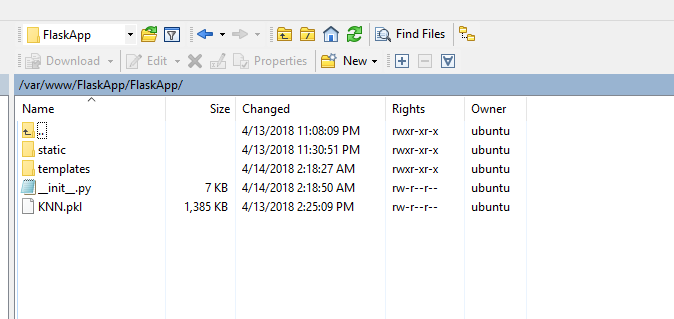 FlaskApp Find Files
Download Edit Properties New
/var/www/FlaskApp/FlaskApp/
Name Size Changed Rights Owner
.. 4/13/2018 11:08:09 PM rwxr-xr-x ubuntu
static 4/13/2018 11:30:51 PM rwxr-xr-x ubuntu
templates 4/14/2018 2:18:27 AM rwxr-xr-x ubuntu
__init__.py 7 KB 4/14/2018 2:18:50 AM rw-r--r-- ubuntu
KNN.pkl 1,385 KB 4/13/2018 2:25:09 PM rw-r--r-- ubuntu